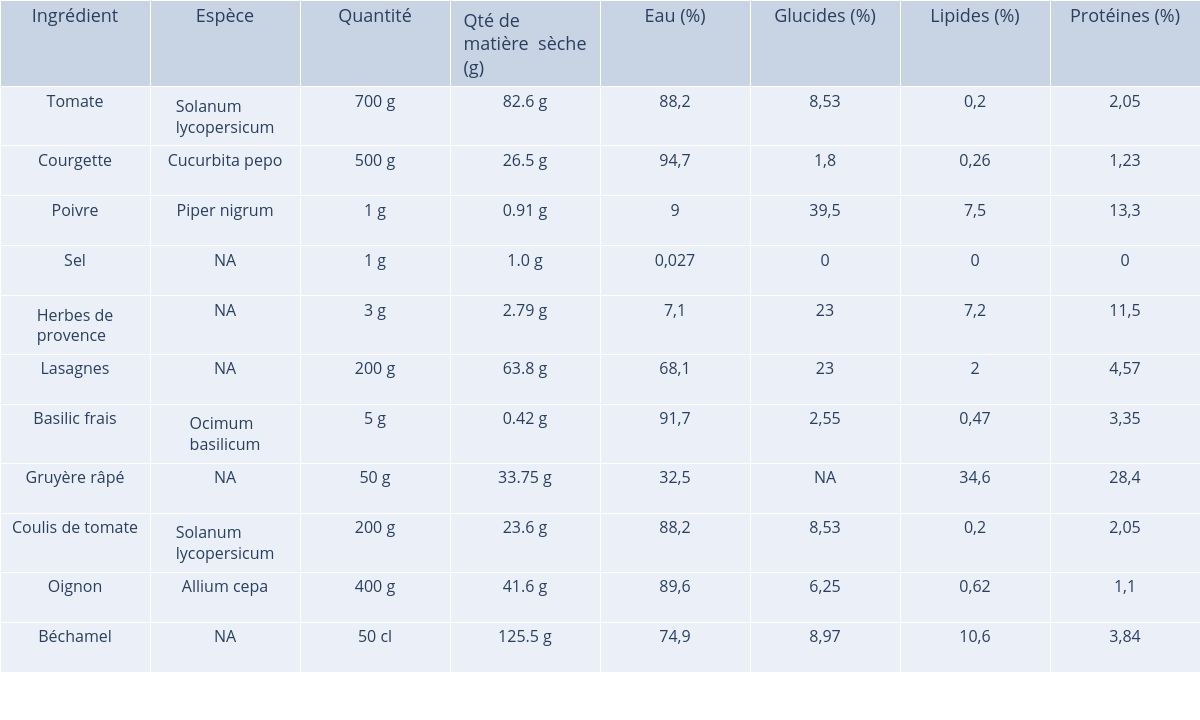 Ingrédient Espèce Quantité Qté de matière sèche (g) Eau (%) Glucides (%) Lipides (%) Protéines (%)
Tomate Solanum lycopersicum 700 g 82.6 g 88,2 8,53 0,2 2,05
Courgette Cucurbita pepo 500 g 26.5 g 94,7 1,8 0,26 1,23
Poivre Piper nigrum 1 g 0.91 g 9 39,5 7,5 13,3
Sel NA 1 g 1.0 g 0,027 0 0 0
Herbes de provence NA 3 g 2.79 g 7,1 23 7,2 11,5
Lasagnes NA 200 g 63.8 g 68,1 23 2 4,57
Basilic frais Ocimum basilicum 5 g 0.42 g 91,7 2,55 0,47 3,35
Gruyère râpé NA 50 g 33.75 g 32,5 NA 34,6 28,4
Coulis de tomate Solanum lycopersicum 200 g 23.6 g 88,2 8,53 0,2 2,05
Oignon Allium cepa 400 g 41.6 g 89,6 6,25 0,62 1,1
Béchamel NA 50 cl 125.5 g 74,9 8,97 10,6 3,84